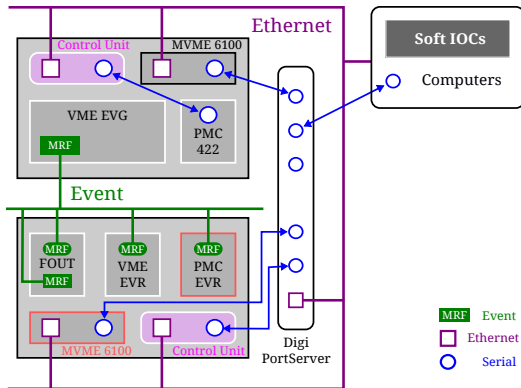 Ethernet
Control Unit
MVME 6100
Soft IOCs
Computers
VME EVG
PMC
422
MRF
Event
MRF
MRF
MRF
FOUT
VME
EVR
PMC
EVR
MRF
MVME 6100
Control Unit
Digi
PortServer
MRF
Event
Ethernet
Serial